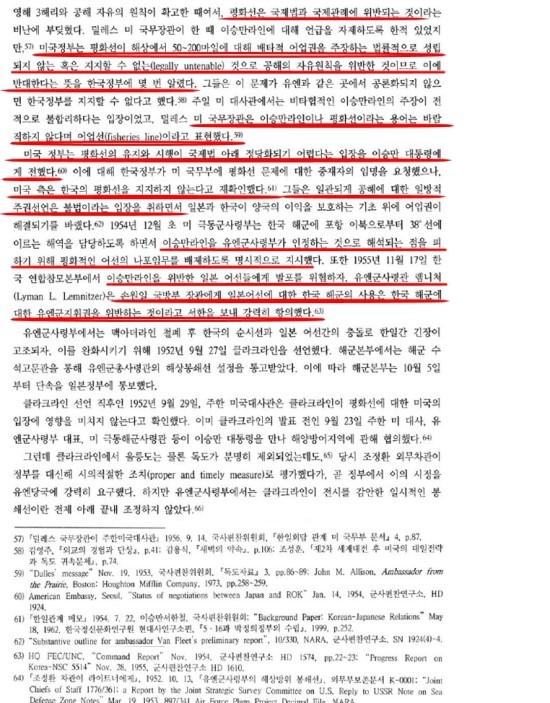 영해 3해리와 공해 자유의 원칙이 확고한 때여서, 평화선은 국제법과 국제관례에 위반되는 것이라는
비난에 부딪혔다. 덜레스 미 국무장관이 한 때 이승만라인에 대해 언급을 자제하도록 한적 있었지
만,57) 미국정부는 평화선이 해상에서 50~200마일에 대해 배타적 어업권을 주장하는 법률적으로 성립
되지 않는 혹은 지지할 수 없는(legally untenable) 것으로 공해의 자유원칙을 위반한 것이므로 이에
반대한다는 뜻을 한국정부에 몇 번 알렸다. 그들은 이 문제가 유엔과 같은 곳에서 공론화되지 않으
면 한국정부를 지지할 수 없다고 했다.58) 주일 미 대사관에서는 비타협적인 이승만라인의 주장이 전
적으로 불합리하다는 입장이었고, 덜레스 미 국무장관은 이승만라인이나 평화선이라는 용어는 바람
직하지 않다며 어업선(fisheries line)이라고 표현했다.59)
미국 정부는 평화선의 유지와 시행이 국제법 아래 정당화되기 어렵다는 입장을 이승만 대통령에
게 전했다.60) 이에 대해 한국정부가 미 국무부에 평화선 문제에 대한 중재자의 임명을 요청했으나,
미국 측은 한국의 평화선을 지지하지 않는다고 재확인했다.61) 그들은 일관되게 공해에 대한 일방적
주권선언은 불법이라는 입장을 취하면서 일본과 한국이 양국의 이익을 보호하는 기초 위에 어업권이
해결되기를 바랬다.62) 1954년 12월 초 미 극동군사령부는 한국 해군에 포항 이북으로부터 38°선에
이르는 해역을 담당하도록 하면서 이승만라인을 유엔군사령부가 인정하는 것으로 해석되는 점을 피
하기 위해 평화적인 어선의 나포임무를 배제하도록 명시적으로 지시했다. 또한 1955년 11월 17일 한
국 연합참모본부에서 이승만라인을 위반한 일본 어선들에게 발포를 위협하자, 유엔군사령관 렘니처
(Lyman L. Lemnitzer)은 손원일 국방부 장관에게 일본어선에 대한 한국 해군의 사용은 한국 해군에
대한 유엔군지휘권을 위반하는 것이라고 서한을 보내 강력히 항의했다.63)
유엔군사령부에서는 맥아더라인 철폐 후 한국의 순시선과 일본 어선간의 충돌로 한일간 긴장이
고조되자, 이를 완화시키기 위해 1952년 9월 27일 클라크라인을 선언했다. 해군본부에서는 해군 수
석고문관을 통해 유엔군총사령관의 해상봉쇄선 설정을 통고받았다. 이에 따라 해군본부는 10월 5일
부터 단속을 일본정부에 통보했다.
클라크라인 선언 직후인 1952년 9월 29일, 주한 미국대사관은 클라크라인이 평화선에 대한 미국의
입장에 영향을 미치지 않는다고 확인했다. 이미 클라크라인의 발표 전인 9월 23일 주한 미 대사, 유
엔군사령부 대표, 미 극동해군사령관 등이 이승만 대통령을 만나 해양방어지역에 관해 협의했다.64)
그런데 클라크라인에서 울릉도는 물론 독도가 분명히 제외되었는데도,65) 당시 조정환 외무차관이
정부를 대신해 시의적절한 조치(proper and timely measure)로 평가했다가, 곧 정부에서 이의 시정을
유엔당국에 강력히 요구했다. 하지만 유엔군사령부에서는 클라크라인이 전시를 감안한 일시적인 봉
쇄선이란 전제 아래 끝내 조정하지 않았다.66)
57) 「덜레스 국무장관이 주한미국대사관」 1956. 9. 14, 국사편찬위원회, 『한일회담 관계 미 국무부 문서』 4, p.87.
58) 김영주, 『외교의 경험과 단상』, p.41; 김용식, 『새벽의 약속』, p.106; 조성훈, 「제2차 세계대전 후 미국의 대일전략
과 독도 귀속문제」, p.74.
59) "Dulles' message" Nov. 19, 1953, 국사편찬위원회, 『독도자료』 3, pp.86~89; John M. Allison, Ambassador from
the Prairie, Boston: Houghton Mifflin Company, 1973, pp.258~259.
60) American Embassy, Seoul, "Status of negotiations between Japan and ROK" Jan. 14, 1954, 군사편찬연구소, HD
1924.
61) 「한일관계 메모」 1954. 7. 22, 이승만서한철, 국사편찬위원회; "Background Paper: Korean-Japanese Relations" May
18, 1962, 한국정신문화연구원 현대사연구소편, 『5·16과 박정희정부의 수립』, 1999, p.252.
62) "Substantive outline for ambassador Van Fleet's preliminary report", 10/330, NARA, 군사편찬연구소, SN 1924(4)-4.
63) HQ FEC/UNC, "Command Report" Nov. 1954, 군사편찬연구소 HD 1574, pp.22~23; "Progress Report on
Korea-NSC 5514" Nov. 28, 1955, 군사편찬연구소 HD 1610.
64) 「조정환 차관이 라이트너에게」, 1952. 10. 13, 『유엔군사령부의 해상방위 봉쇄선』, 외무부보존문서 K-0001; "Joint
Chiefs of Staff 1776/361: a Report by the Joint Strategic Survey Committee on U.S. Reply to USSR Note on Sea
Defense Zone Notes" Mar. 19, 1953, 897/341, Air Force Plans Project Decimal File, NARA.